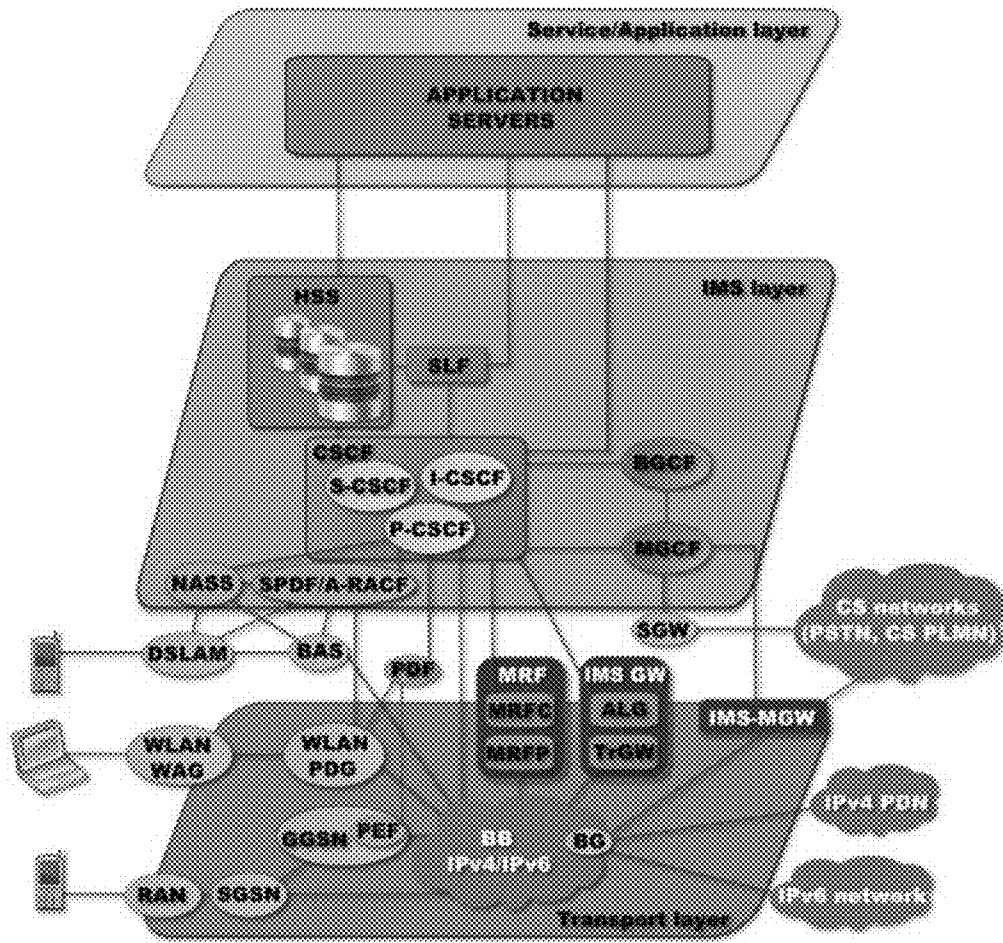 Service/Application layer
APPLICATION
SERVERS
IMS layer
HSS
SLF
CSCF
S-CSCF
I-CSCF
P-CSCF
BGCF
MGCF
NASS
SPDF/A-RACF
CS networks
(PSTN, CS PLMN)
SGW
DSLAM
BAS
PDF
MRF
MRFC
MRFP
IMS GW
ALG
TrGW
IMS-MGW
WLAN
WAG
WLAN
PDG
IPv4 PDN
GGSN
PEF
BB
IPv4/IPv6
BG
RAN
SGSN
IPv6 network
Transport layer